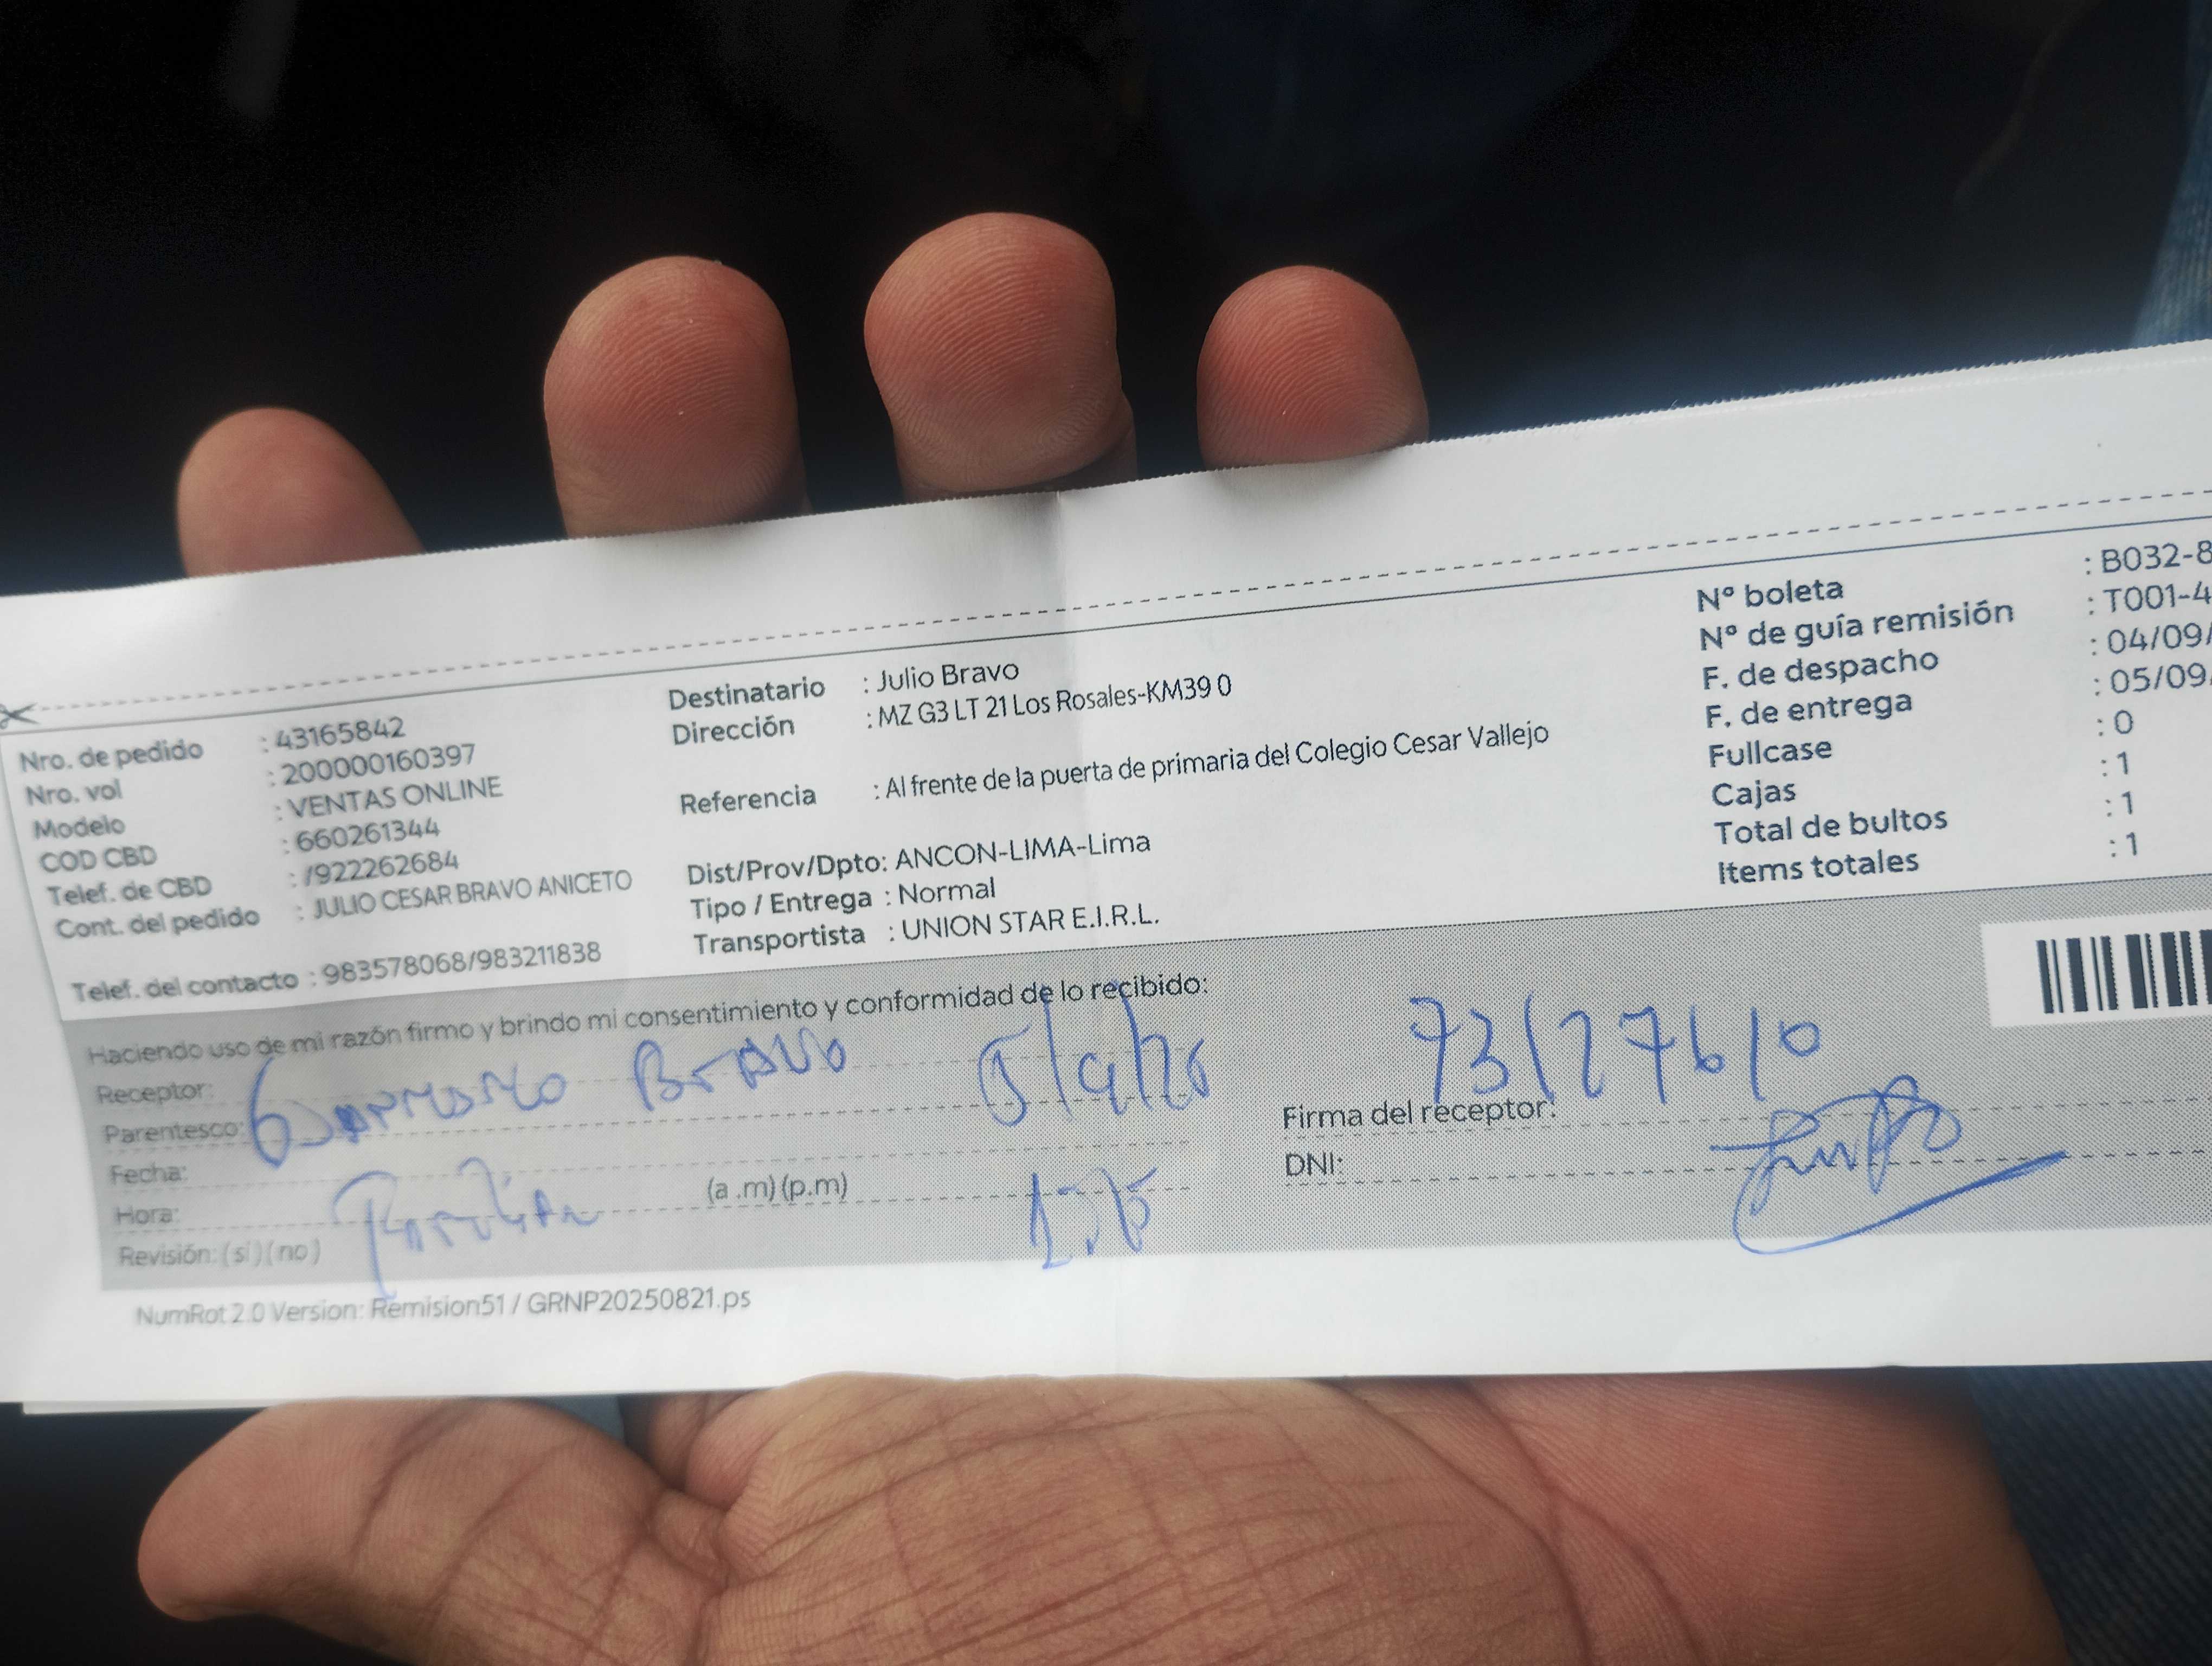 Nro. de pedido : 43165842
Nro. vol : 200000160397
Modelo : VENTAS ONLINE
COD CBD : 660261344
Telef. de CBD : /922262684
Cont. del pedido : JULIO CESAR BRAVO ANICETO
Telef. del contacto : 983578068/983211838
Destinatario : Julio Bravo
Dirección : MZ G3 LT 21 Los Rosales-KM39 0
Referencia : Al frente de la puerta de primaria del Colegio Cesar Vallejo
Dist/Prov/Dpto: ANCON-LIMA-Lima
Tipo / Entrega : Normal
Transportista : UNION STAR E.I.R.L.
N° boleta : B032-8
N° de guía remisión : T001-4
F. de despacho : 04/09/
F. de entrega : 05/09
Fullcase : 0
Cajas : 1
Total de bultos : 1
Items totales : 1
Haciendo uso de mi razón firmo y brindo mi consentimiento y conformidad de lo recibido:
Receptor: Bravo
Parentesco:
Fecha:
Hora: (a .m) (p.m)
Revisión: (si) (no)
Firma del receptor:
DNI:
NumRot 2.0 Version: Remision51 / GRNP20250821.ps